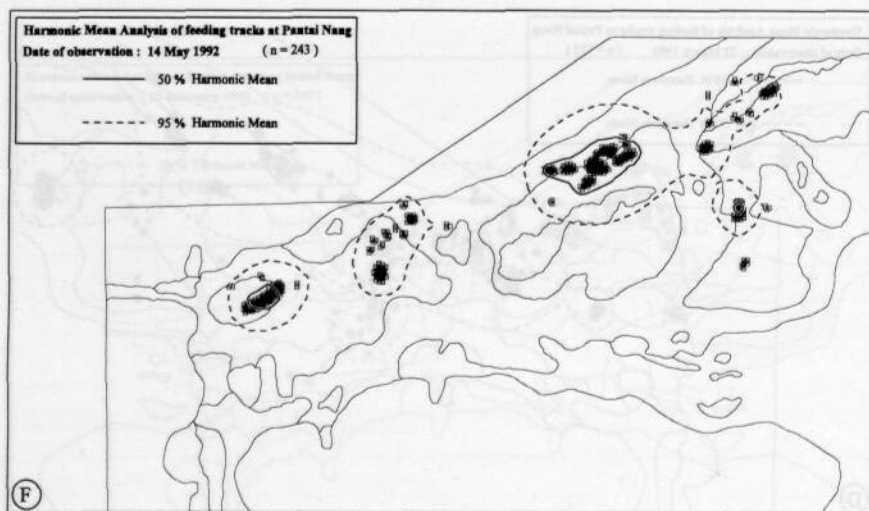 Harmonic Mean Analysis of feeding tracks at Pantai Nang
Date of observation : 14 May 1992 ( n = 243 )
50 % Harmonic Mean
95 % Harmonic Mean
F